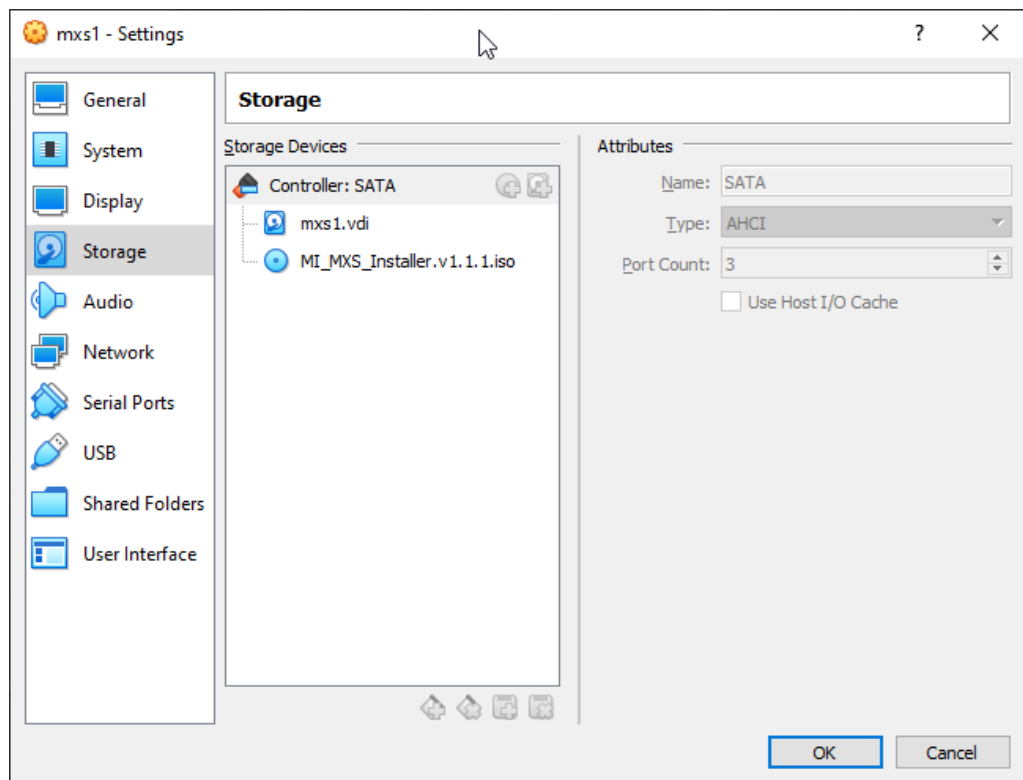 mxs1 - Settings
?
General
System
Display
Storage
Audio
Network
Serial Ports
USB
Shared Folders
User Interface
Storage
Storage Devices
Controller: SATA
mxs1.vdi
MI_MXS_Installer.v1.1.1.iso
Attributes
Name: SATA
Type: AHCI
Port Count: 3
Use Host I/O Cache
OK
Cancel